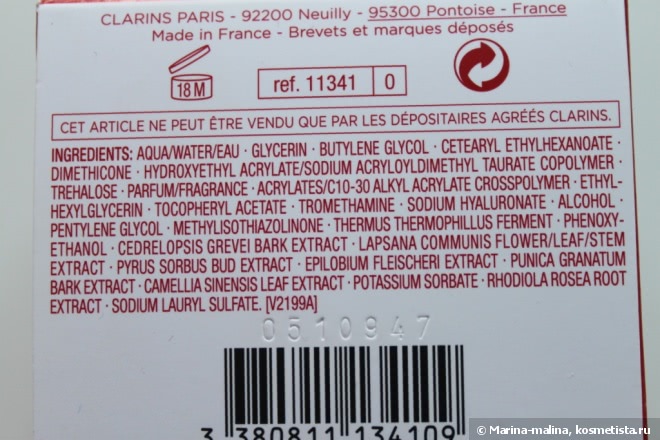 CLARINS PARIS - 92200 Neuilly - 95300 Pontoise - France
Made in France - Brevets et marques déposés
18 M
ref. 11341 0
CET ARTICLE NE PEUT ÊTRE VENDU QUE PAR LES DÉPOSITAIRES AGRÉÉS CLARINS.
INGREDIENTS: AQUA/WATER/EAU · GLYCERIN · BUTYLENE GLYCOL · CETEARYL ETHYLHEXANOATE ·
DIMETHICONE · HYDROXYETHYL ACRYLATE/SODIUM ACRYLOYLDIMETHYL TAURATE COPOLYMER ·
TREHALOSE · PARFUM/FRAGRANCE · ACRYLATES/C10-30 ALKYL ACRYLATE CROSSPOLYMER · ETHYL-
HEXYLGLYCERIN · TOCOPHERYL ACETATE · TROMETHAMINE · SODIUM HYALURONATE · ALCOHOL ·
PENTYLENE GLYCOL · METHYLISOTHIAZOLINONE · THERMUS THERMOPHILLUS FERMENT · PHENOXY-
ETHANOL · CEDRELOPSIS GREVEI BARK EXTRACT · LAPSANA COMMUNIS FLOWER/LEAF/STEM
EXTRACT · PYRUS SORBUS BUD EXTRACT · EPILOBIUM FLEISCHERI EXTRACT · PUNICA GRANATUM
BARK EXTRACT · CAMELLIA SINENSIS LEAF EXTRACT · POTASSIUM SORBATE · RHODIOLA ROSEA ROOT
EXTRACT · SODIUM LAURYL SULFATE. [V2199A]
0510947
3 380811 134109
© Marina-malina, kosmetista.ru